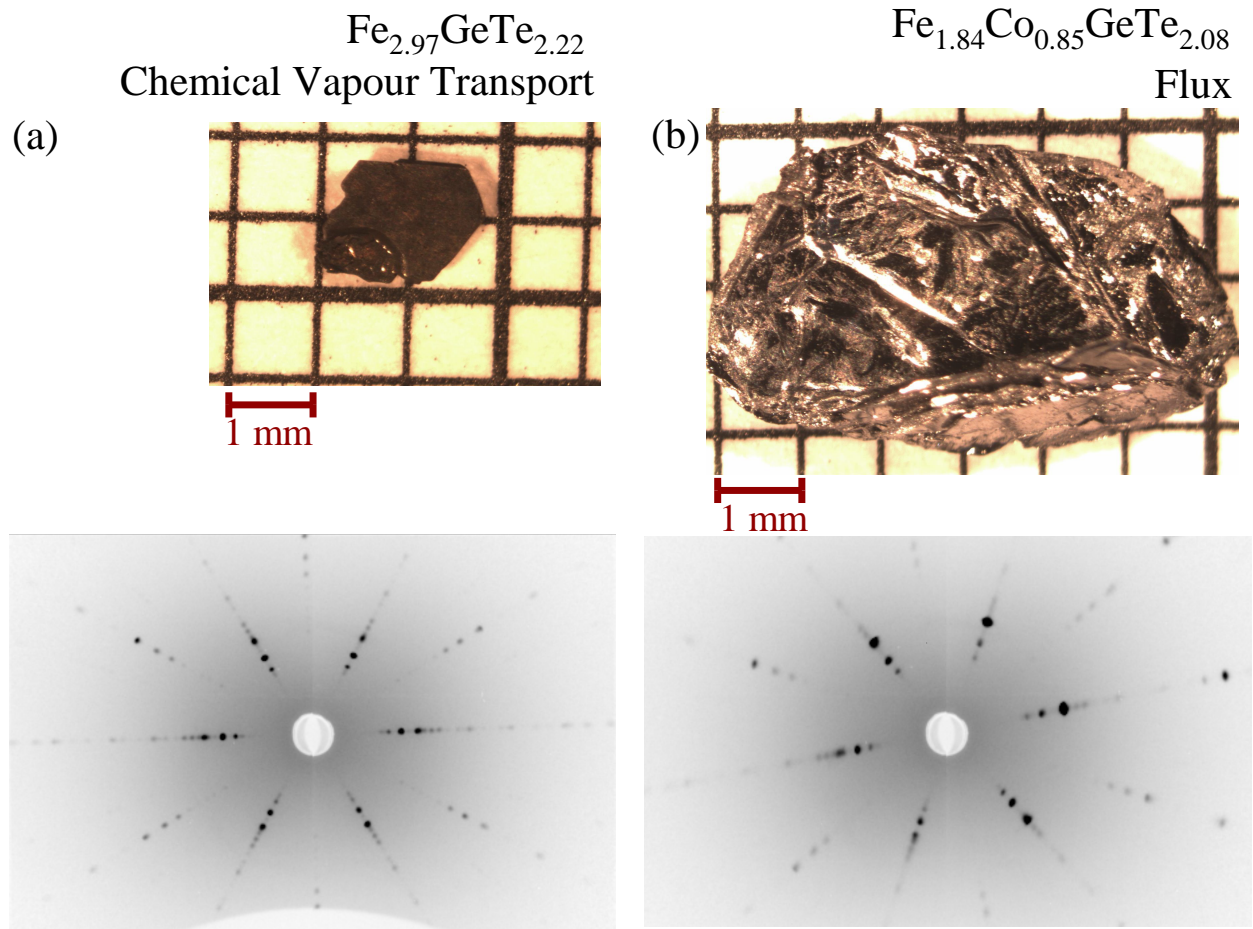 Fe2.97GeTe2.22
Chemical Vapour Transport
(a)
1 mm
Fe1.84Co0.85GeTe2.08
Flux
(b)
1 mm